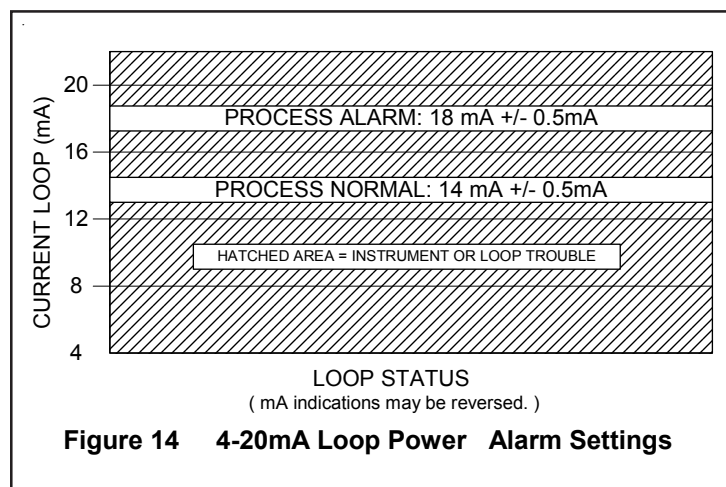 20
PROCESS ALARM: 18 mA +/- 0.5mA
16
PROCESS NORMAL: 14 mA +/- 0.5mA
12
HATCHED AREA = INSTRUMENT OR LOOP TROUBLE
8
4
CURRENT LOOP (mA)
LOOP STATUS
( mA indications may be reversed. )
Figure 14 4-20mA Loop Power Alarm Settings